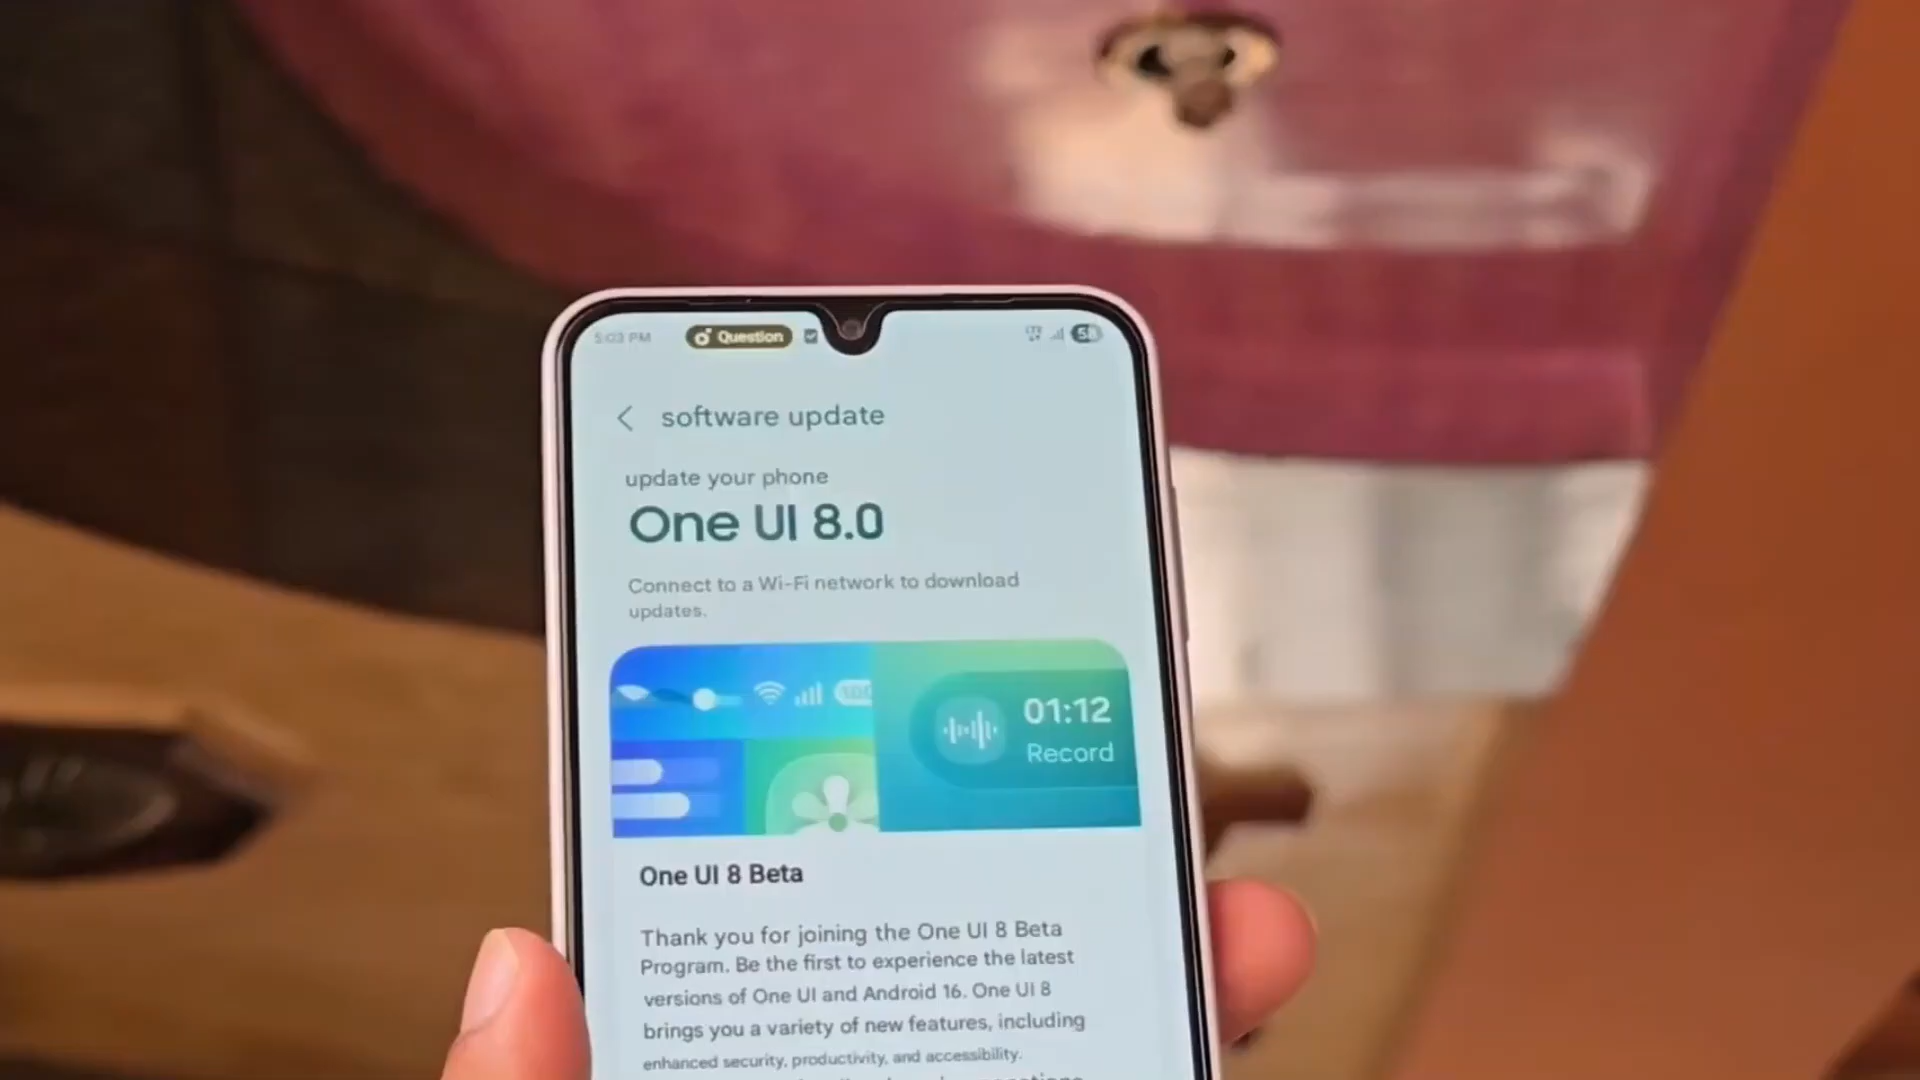 5:03 PM Question 58
software update
update your phone
One UI 8.0
Connect to a Wi-Fi network to download
updates.
100
01:12
Record
One UI 8 Beta
Thank you for joining the One UI 8 Beta
Program. Be the first to experience the latest
versions of One UI and Android 16. One UI 8
brings you a variety of new features, including
enhanced security, productivity, and accessibility.